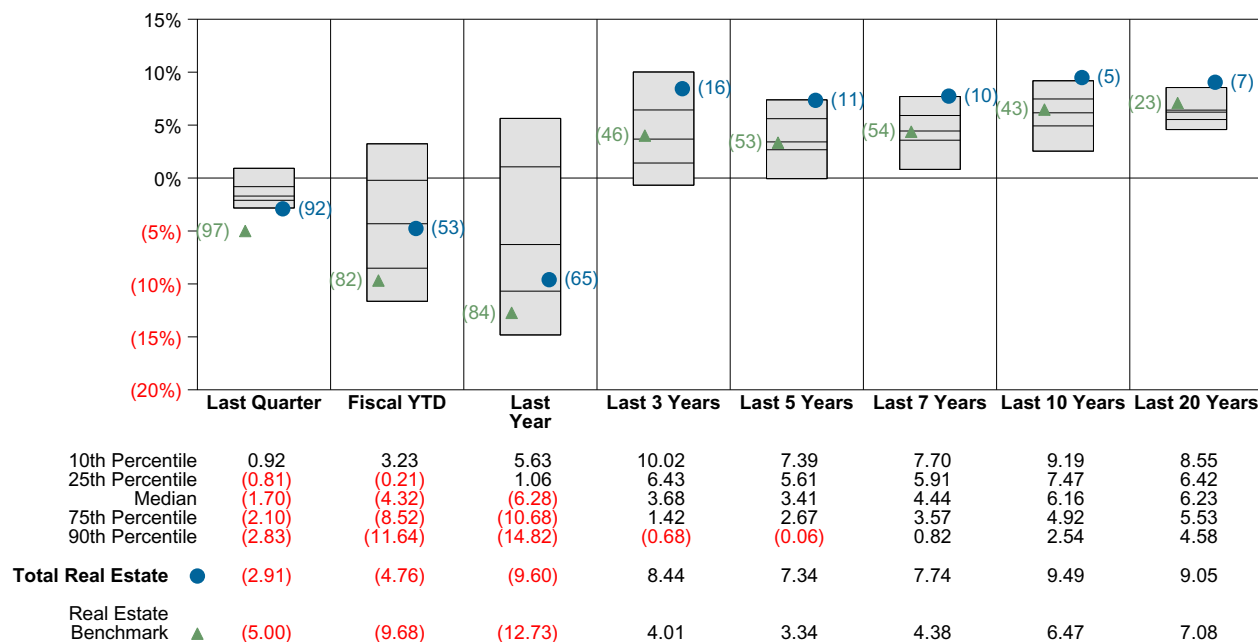 15%
10%
5%
0%
(5%)
(10%)
(15%)
(20%)
(97) (92)
(82) (53)
(84) (65)
(46) (16)
(53) (11)
(54) (10)
(43) (5)
(23) (7)
Last Quarter Fiscal YTD Last Year Last 3 Years Last 5 Years Last 7 Years Last 10 Years Last 20 Years
10th Percentile 0.92 3.23 5.63 10.02 7.39 7.70 9.19 8.55
25th Percentile (0.81) (0.21) 1.06 6.43 5.61 5.91 7.47 6.42
Median (1.70) (4.32) (6.28) 3.68 3.41 4.44 6.16 6.23
75th Percentile (2.10) (8.52) (10.68) 1.42 2.67 3.57 4.92 5.53
90th Percentile (2.83) (11.64) (14.82) (0.68) (0.06) 0.82 2.54 4.58
Total Real Estate (2.91) (4.76) (9.60) 8.44 7.34 7.74 9.49 9.05
Real Estate
Benchmark (5.00) (9.68) (12.73) 4.01 3.34 4.38 6.47 7.08